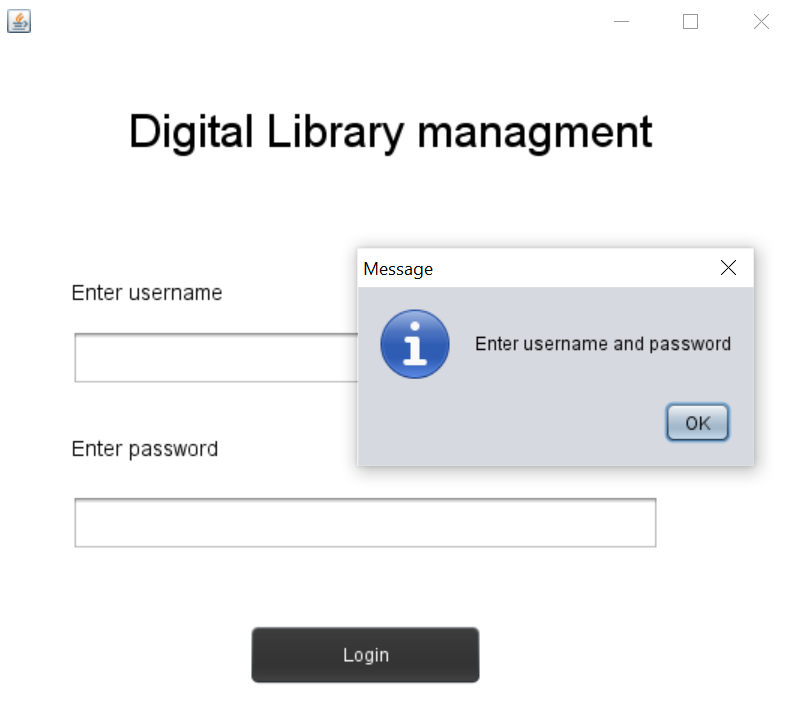 Digital Library managment
Enter username
Message
Enter username and password
OK
Enter password
Login